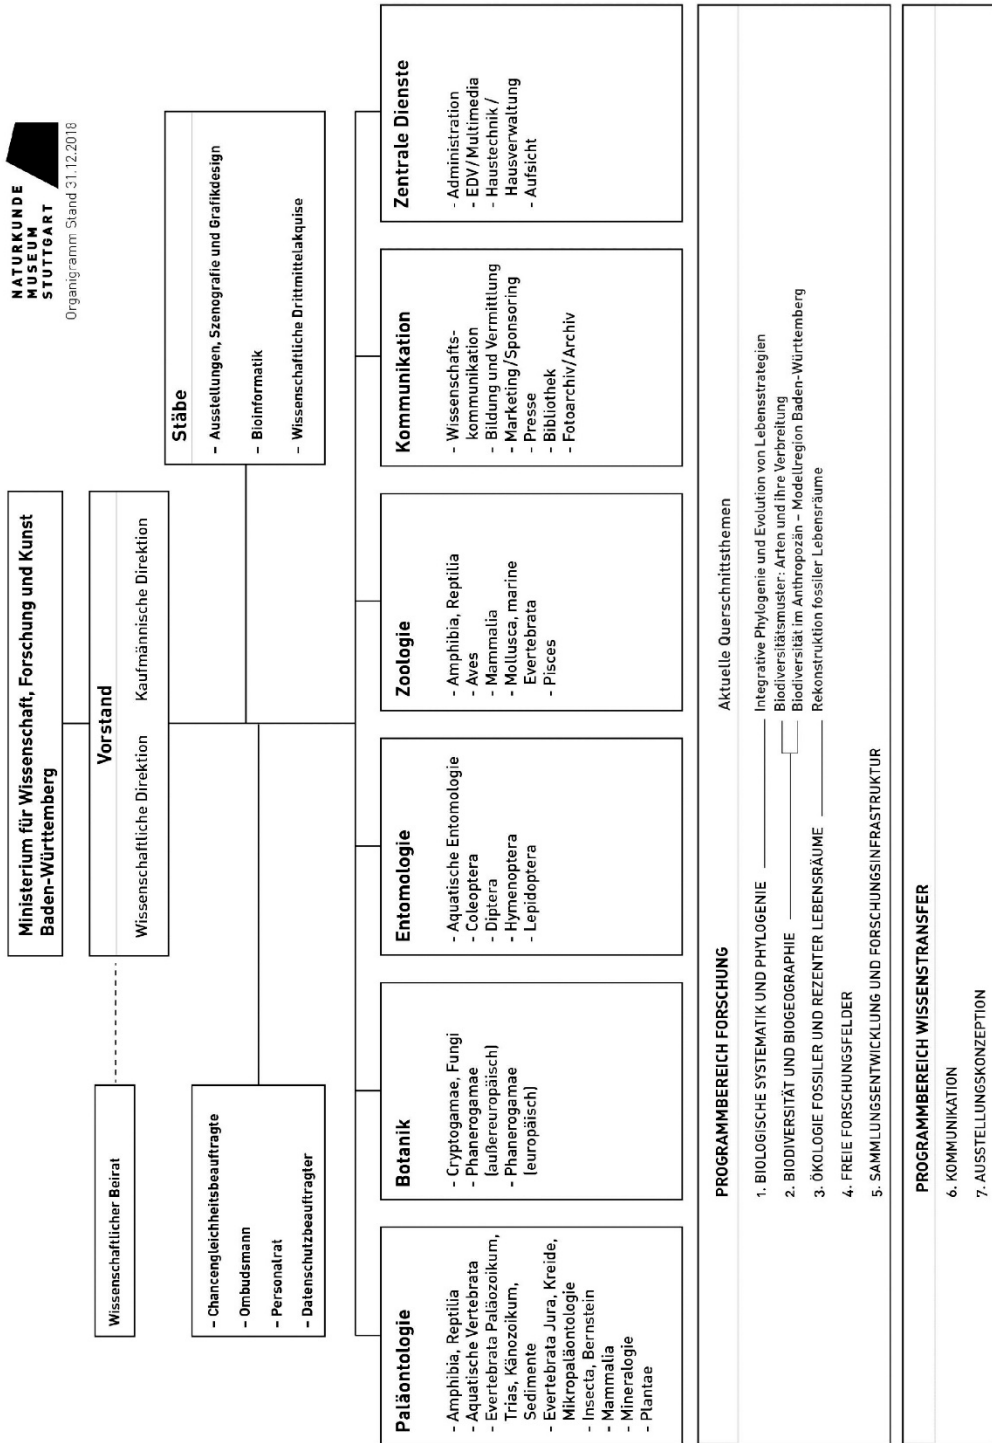 NATURKUNDE
MUSEUM
STUTTGART
Organigramm Stand 31.12.2018
Ministerium für Wissenschaft, Forschung und Kunst
Baden-Württemberg
Vorstand
Wissenschaftliche Direktion Kaufmännische Direktion
Wissenschaftlicher Beirat
Stäbe
- Ausstellungen, Szenografie und Grafikdesign
- Bioinformatik
- Wissenschaftliche Drittmittelakquise
- Chancengleichheitsbeauftragte
- Ombudsmann
- Personalrat
- Datenschutzbeauftragter
Paläontologie
- Amphibia, Reptilia
- Aquatische Vertebrata
- Evertebrata Paläozoikum,
Trias, Känozoikum,
Sedimente
- Evertebrata Jura, Kreide,
Mikropaläontologie
- Insecta, Bernstein
- Mammalia
- Mineralogie
- Plantae
Botanik
- Cryptogamae, Fungi
- Phanerogamae
(außereuropäisch)
- Phanerogamae
(europäisch)
Entomologie
- Aquatische Entomologie
- Coleoptera
- Diptera
- Hymenoptera
- Lepidoptera
Zoologie
- Amphibia, Reptilia
- Aves
- Mammalia
- Mollusca, marine
Evertebrata
- Pisces
Kommunikation
- Wissenschafts-
kommunikation
- Bildung und Vermittlung
- Marketing/Sponsoring
- Presse
- Bibliothek
- Fotoarchiv/Archiv
Zentrale Dienste
- Administration
- EDV/Multimedia
- Haustechnik/
Hausverwaltung
- Aufsicht
PROGRAMMBEREICH FORSCHUNG Aktuelle Querschnittsthemen
1. BIOLOGISCHE SYSTEMATIK UND PHYLOGENIE Integrative Phylogenie und Evolution von Lebensstrategien
2. BIODIVERSITÄT UND BIOGEOGRAPHIE Biodiversitätsmuster: Arten und ihre Verbreitung
Biodiversität im Anthropozän – Modellregion Baden-Württemberg
3. ÖKOLOGIE FOSSILER UND REZENTER LEBENSRÄUME Rekonstruktion fossiler Lebensräume
4. FREIE FORSCHUNGSFELDER
5. SAMMLUNGSENTWICKLUNG UND FORSCHUNGSINFRASTRUKTUR
PROGRAMMBEREICH WISSENSTRANSFER
6. KOMMUNIKATION
7. AUSSTELLUNGSKONZEPTION